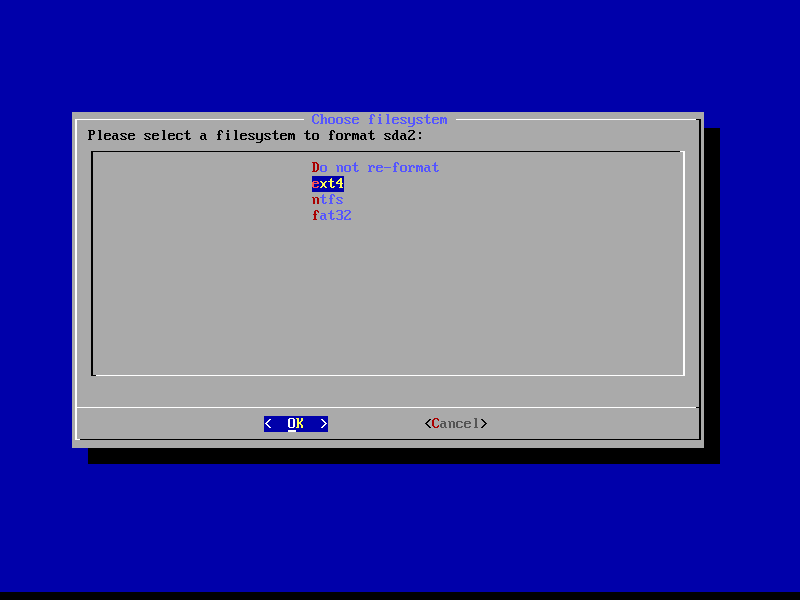 Choose filesystem
Please select a filesystem to format sda2:
Do not re-format
ext4
ntfs
fat32
< OK > <Cancel>